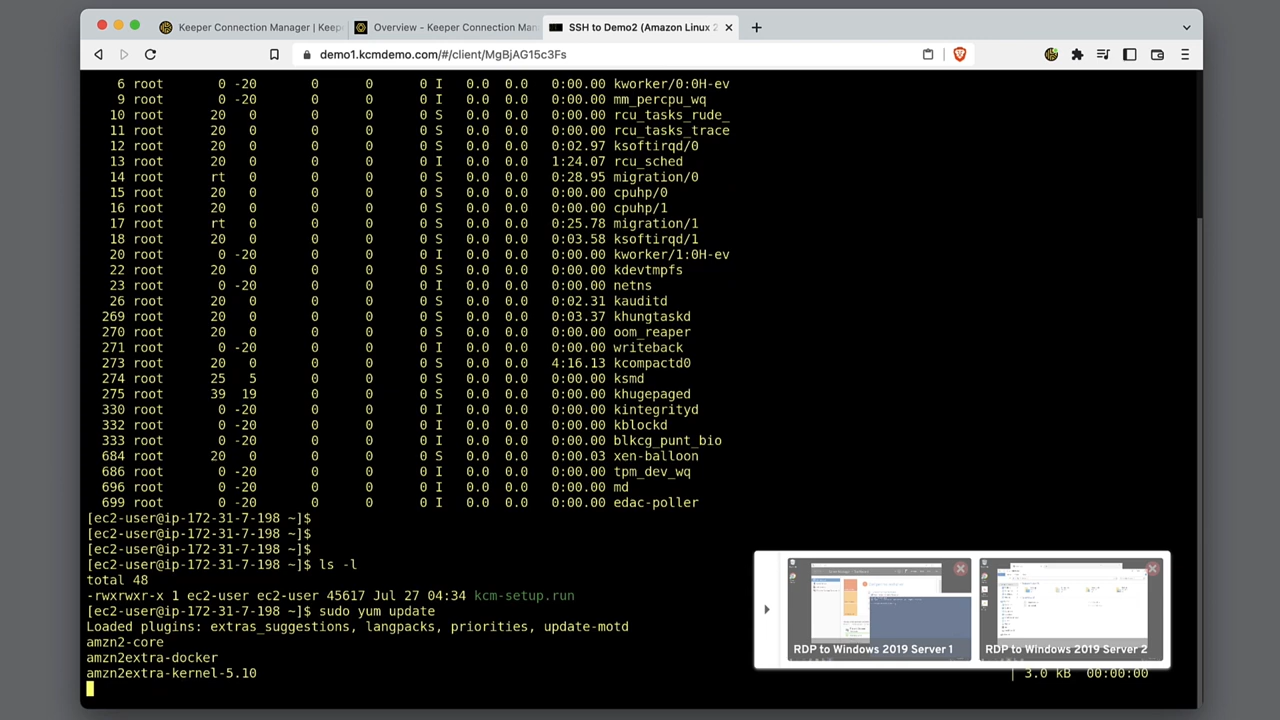 Keeper Connection Manager | Keep
Overview - Keeper Connection Man
SSH to Demo2 (Amazon Linux 2
demo1.kcmdemo.com/#/client/MgBjAG15c3Fs
6 root 0 -20 0 0 0 I 0.0 0.0 0:00.00 kworker/0:0H-ev
9 root 0 -20 0 0 0 I 0.0 0.0 0:00.00 mm_percpu_wq
10 root 20 0 0 0 0 S 0.0 0.0 0:00.00 rcu_tasks_rude_
11 root 20 0 0 0 0 S 0.0 0.0 0:00.00 rcu_tasks_trace
12 root 20 0 0 0 0 S 0.0 0.0 0:02.97 ksoftirqd/0
13 root 20 0 0 0 0 I 0.0 0.0 1:24.07 rcu_sched
14 root rt 0 0 0 0 S 0.0 0.0 0:28.95 migration/0
15 root 20 0 0 0 0 S 0.0 0.0 0:00.00 cpuhp/0
16 root 20 0 0 0 0 S 0.0 0.0 0:00.00 cpuhp/1
17 root rt 0 0 0 0 S 0.0 0.0 0:25.78 migration/1
18 root 20 0 0 0 0 S 0.0 0.0 0:03.58 ksoftirqd/1
20 root 0 -20 0 0 0 I 0.0 0.0 0:00.00 kworker/1:0H-ev
22 root 20 0 0 0 0 S 0.0 0.0 0:00.00 kdevtmpfs
23 root 0 -20 0 0 0 I 0.0 0.0 0:00.00 netns
26 root 20 0 0 0 0 S 0.0 0.0 0:02.31 kauditd
269 root 20 0 0 0 0 S 0.0 0.0 0:03.37 khungtaskd
270 root 20 0 0 0 0 S 0.0 0.0 0:00.00 oom_reaper
271 root 0 -20 0 0 0 I 0.0 0.0 0:00.00 writeback
273 root 20 0 0 0 0 S 0.0 0.0 4:16.13 kcompactd0
274 root 25 5 0 0 0 S 0.0 0.0 0:00.00 ksmd
275 root 39 19 0 0 0 S 0.0 0.0 0:00.00 khugepaged
330 root 0 -20 0 0 0 I 0.0 0.0 0:00.00 kintegrityd
332 root 0 -20 0 0 0 I 0.0 0.0 0:00.00 kblockd
333 root 0 -20 0 0 0 I 0.0 0.0 0:00.00 blkcg_punt_bio
684 root 20 0 0 0 0 S 0.0 0.0 0:00.03 xen-balloon
686 root 0 -20 0 0 0 I 0.0 0.0 0:00.00 tpm_dev_wq
696 root 0 -20 0 0 0 I 0.0 0.0 0:00.00 md
699 root 0 -20 0 0 0 I 0.0 0.0 0:00.00 edac-poller
[ec2-user@ip-172-31-7-198 ~]$
[ec2-user@ip-172-31-7-198 ~]$
[ec2-user@ip-172-31-7-198 ~]$
[ec2-user@ip-172-31-7-198 ~]$ ls -l
total 48
-rwxrwxr-x 1 ec2-user ec2-user 45617 Jul 27 04:34 kcm-setup.run
[ec2-user@ip-172-31-7-198 ~]$ sudo yum update
Loaded plugins: extras_suggestions, langpacks, priorities, update-motd
amzn2-core
amzn2extra-docker
amzn2extra-kernel-5.10 | 3.0 kB 00:00:00
RDP to Windows 2019 Server 1
RDP to Windows 2019 Server 2